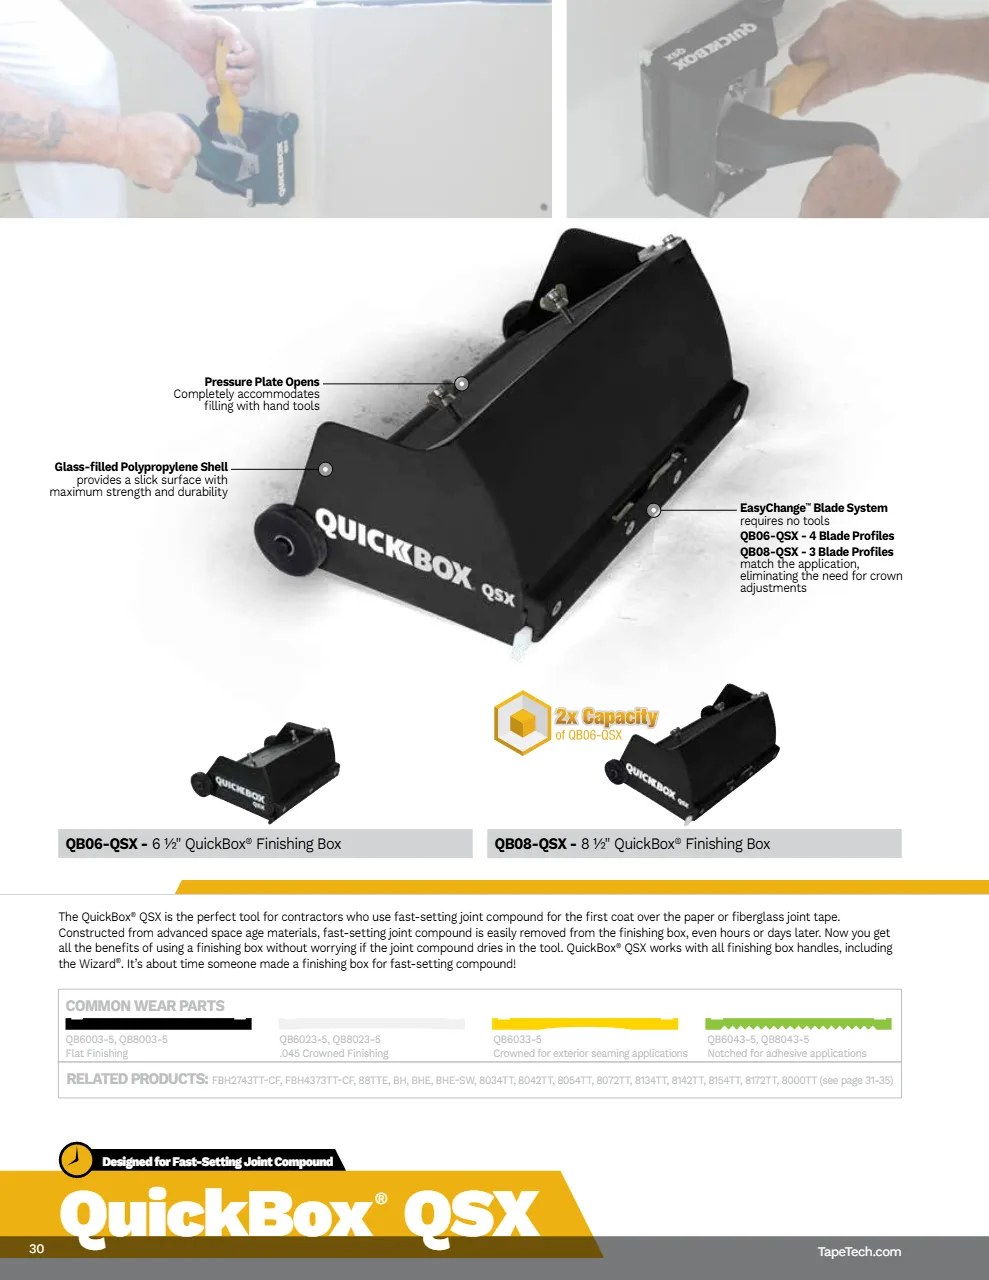 QUICKBOX
QUICKBOX
QSX
Pressure Plate Opens
Completely accommodates
filling with hand tools
Glass-filled Polypropylene Shell
provides a slick surface with
maximum strength and durability
QUICKBOX QSX
EasyChange™ Blade System
requires no tools
QB06-QSX - 4 Blade Profiles
QB08-QSX - 3 Blade Profiles
match the application,
eliminating the need for crown
adjustments
2x Capacity
of QB06-QSX
QUICKBOX
QSX
QUICKBOX
QSX
QB06-QSX - 6 ½" QuickBox® Finishing Box
QB08-QSX - 8 ½" QuickBox® Finishing Box
The QuickBox® QSX is the perfect tool for contractors who use fast-setting joint compound for the first coat over the paper or fiberglass joint tape.
Constructed from advanced space age materials, fast-setting joint compound is easily removed from the finishing box, even hours or days later. Now you get
all the benefits of using a finishing box without worrying if the joint compound dries in the tool. QuickBox® QSX works with all finishing box handles, including
the Wizard®. It's about time someone made a finishing box for fast-setting compound!
COMMON WEAR PARTS
QB6003-5, QB8003-5
Flat Finishing
QB6023-5, QB8023-5
.045 Crowned Finishing
QB6033-5
Crowned for exterior seaming applications
QB6043-5, QB8043-5
Notched for adhesive applications
RELATED PRODUCTS: FBH2743TT-CF, FBH4373TT-CF, 88TTE, BH, BHE, BHE-SW, 8034TT, 8042TT, 8054TT, 8072TT, 8134TT, 8142TT, 8154TT, 8172TT, 8000TT (see page 31-35)
Designed for Fast-Setting Joint Compound
QuickBox® QSX
30
TapeTech.com